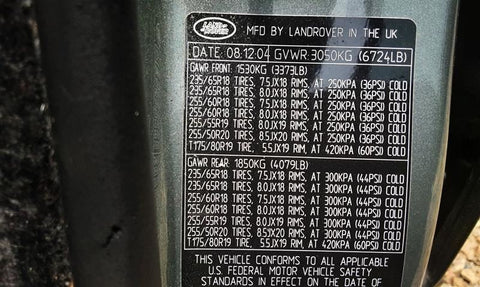 LAND ROVER
MFD BY LANDROVER IN THE UK
DATE: 08.12.04 GVWR:3050KG (6724LB)
GAWR FRONT: 1530KG (3373LB)
235/65R18 TIRES, 7.5JX18 RIMS, AT 250KPA (36PSI) COLD
235/65R18 TIRES, 8.0JX18 RIMS, AT 250KPA (36PSI) COLD
255/60R18 TIRES, 7.5JX18 RIMS, AT 250KPA (36PSI) COLD
255/60R18 TIRES, 8.0JX18 RIMS, AT 250KPA (36PSI) COLD
255/55R19 TIRES, 8.0JX19 RIMS, AT 250KPA (36PSI) COLD
255/50R20 TIRES, 8.5JX20 RIMS, AT 250KPA (36PSI) COLD
T175/80R19 TIRE, 5.5JX19 RIM, AT 420KPA (60PSI) COLD
GAWR REAR: 1850KG (4079LB)
235/65R18 TIRES, 7.5JX18 RIMS, AT 300KPA (44PSI) COLD
235/65R18 TIRES, 8.0JX18 RIMS, AT 300KPA (44PSI) COLD
255/60R18 TIRES, 7.5JX18 RIMS, AT 300KPA (44PSI) COLD
255/60R18 TIRES, 8.0JX18 RIMS, AT 300KPA (44PSI) COLD
255/55R19 TIRES, 8.0JX19 RIMS, AT 300KPA (44PSI) COLD
255/50R20 TIRES, 8.5JX20 RIMS, AT 300KPA (44PSI) COLD
T175/80R19 TIRE, 5.5JX19 RIM, AT 420KPA (60PSI) COLD
THIS VEHICLE CONFORMS TO ALL APPLICABLE
U.S. FEDERAL MOTOR VEHICLE SAFETY
STANDARDS IN EFFECT ON THE DATE OF